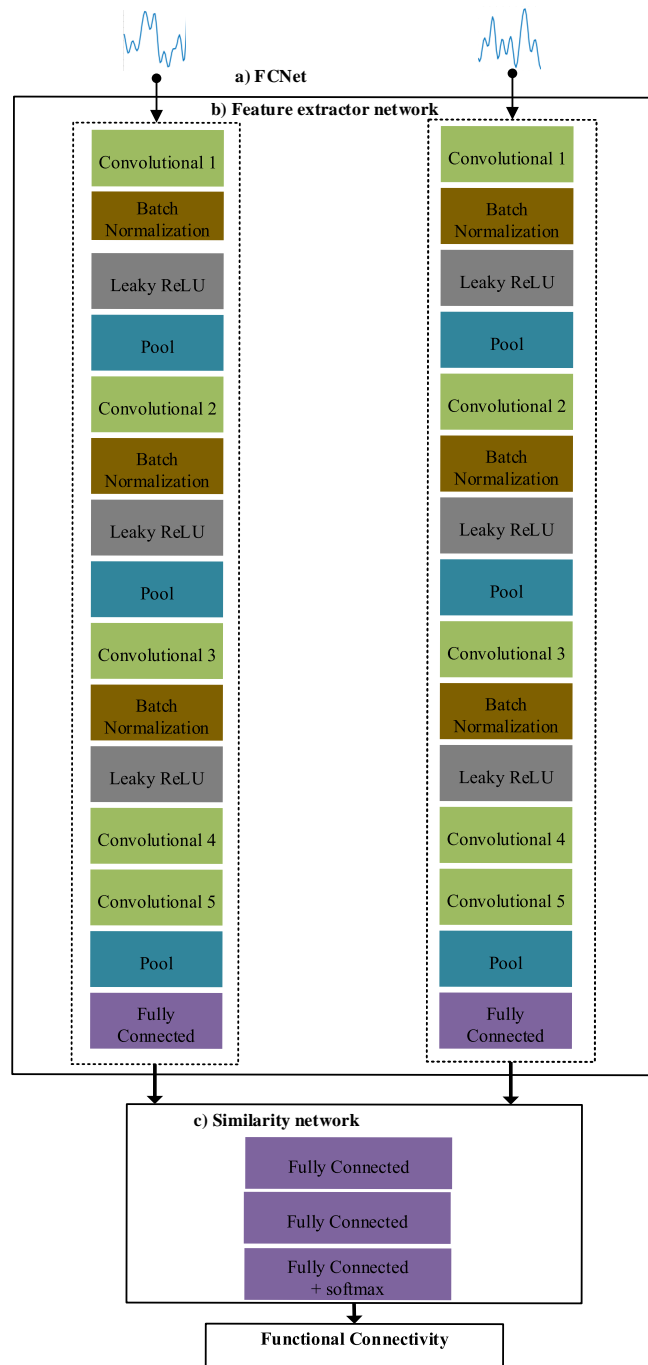 a) FCNet
b) Feature extractor network
Convolutional 1
Batch
Normalization
Leaky ReLU
Pool
Convolutional 2
Batch
Normalization
Leaky ReLU
Pool
Convolutional 3
Batch
Normalization
Leaky ReLU
Convolutional 4
Convolutional 5
Pool
Fully
Connected
Convolutional 1
Batch
Normalization
Leaky ReLU
Pool
Convolutional 2
Batch
Normalization
Leaky ReLU
Pool
Convolutional 3
Batch
Normalization
Leaky ReLU
Convolutional 4
Convolutional 5
Pool
Fully
Connected
c) Similarity network
Fully Connected
Fully Connected
Fully Connected
+ softmax
Functional Connectivity